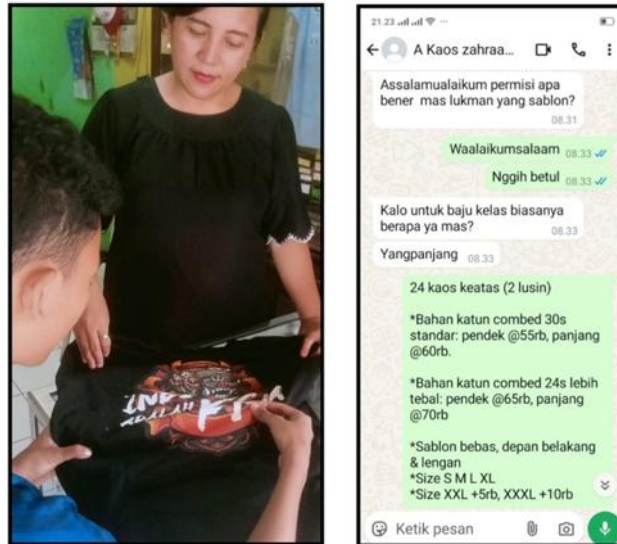 21.23
A Kaos zahraa...
Assalamualaikum permisi apa
bener mas lukman yang sablon?
08.31
Waalaikumsalaam 08.33
Nggih betul 08.33
Kalo untuk baju kelas biasanya
berapa ya mas?
08.33
Yangpanjang 08.33
24 kaos keatas (2 lusin)
*Bahan katun combed 30s
standar: pendek @55rb, panjang
@60rb.
*Bahan katun combed 24s lebih
tebal: pendek @65rb, panjang
@70rb
*Sablon bebas, depan belakang
& lengan
*Size S M L XL
*Size XXL +5rb, XXXL +10rb
Ketik pesan